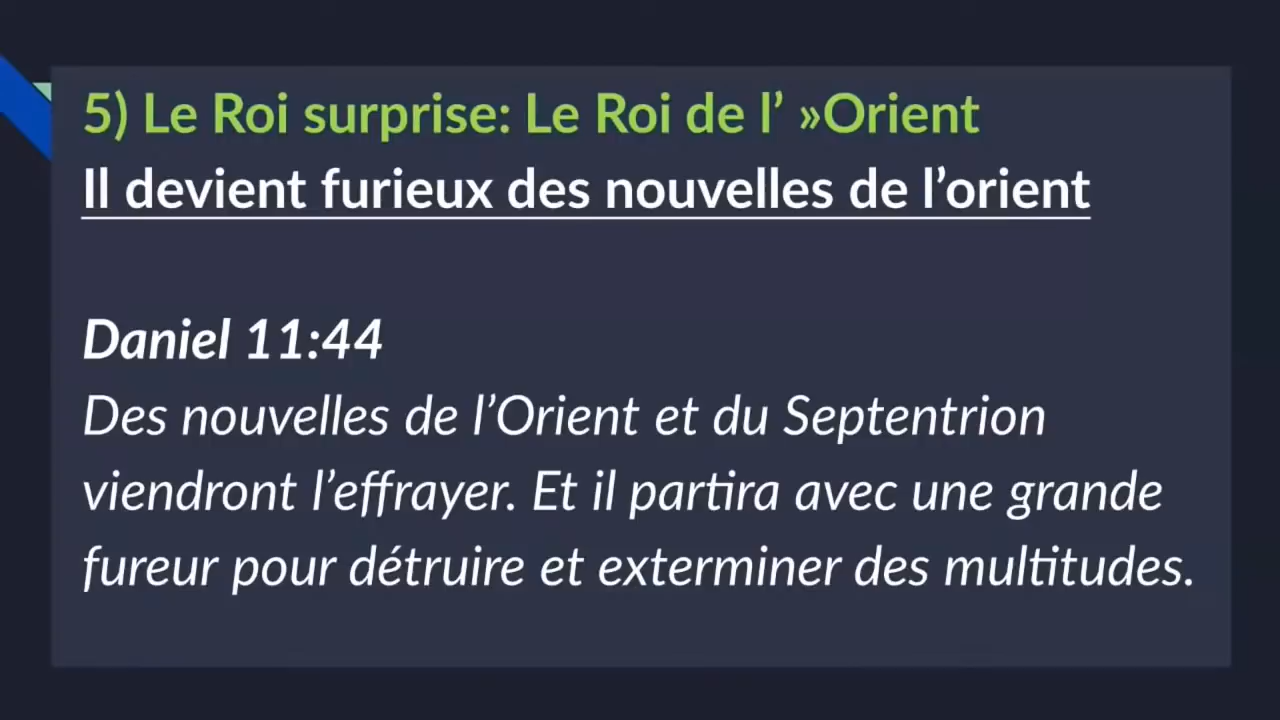 5) Le Roi surprise: Le Roi de l’ »Orient
Il devient furieux des nouvelles de l’orient
Daniel 11:44
Des nouvelles de l’Orient et du Septentrion
viendront l’effrayer. Et il partira avec une grande
fureur pour détruire et exterminer des multitudes.